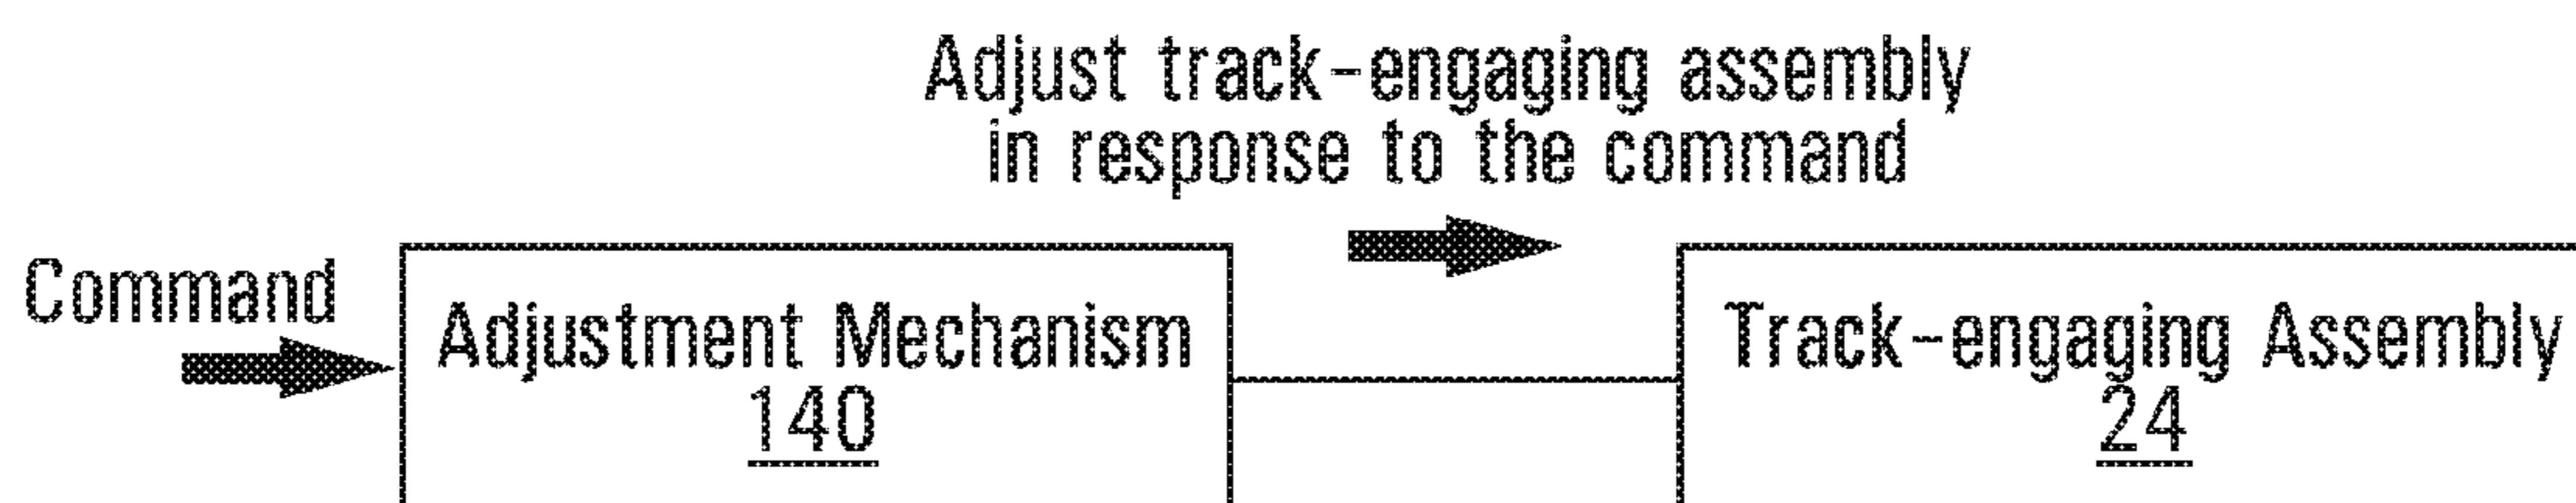 Adjust track-engaging assembly
in response to the command
Command
Adjustment Mechanism
140
Track-engaging Assembly
24